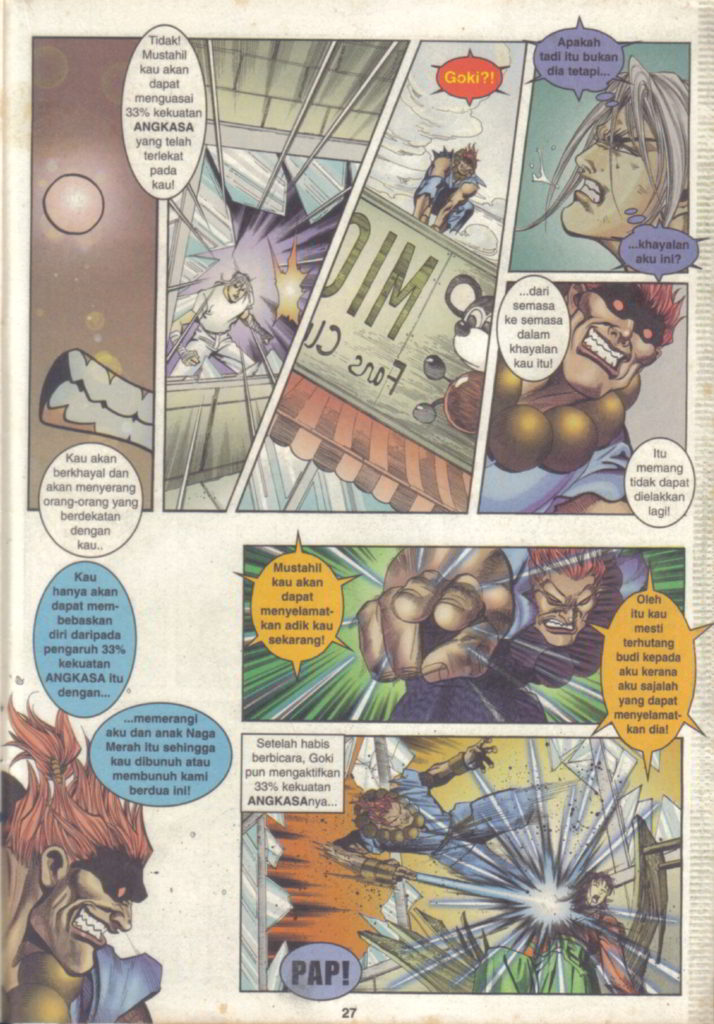 Tidak!
Mustahil
kau akan
dapat
menguasai
33% kekuatan
ANGKASA
yang telah
terlekat
pada
kau!
Goki?!
Apakah
tadi itu bukan
dia tetapi...
...khayalan
aku ini?
MIC
Fans Cu
...dari
semasa
ke semasa
dalam
khayalan
kau itu!
Itu
memang
tidak dapat
dielakkan
lagi!
Kau akan
berkhayal dan
akan menyerang
orang-orang yang
berdekatan
dengan
kau..
Kau
hanya akan
dapat mem-
bebaskan
diri daripada
pengaruh 33%
kekuatan
ANGKASA itu
dengan...
...memerangi
aku dan anak Naga
Merah itu sehingga
kau dibunuh atau
membunuh kami
berdua ini!
Mustahil
kau akan
dapat
menyelamat-
kan adik kau
sekarang!
Oleh
itu kau
mesti
terhutang
budi kepada
aku kerana
aku sajalah
yang dapat
menyelamat-
kan dia!
Setelah habis
berbicara, Goki
pun mengaktifkan
33% kekuatan
ANGKASAnya...
PAP!
27